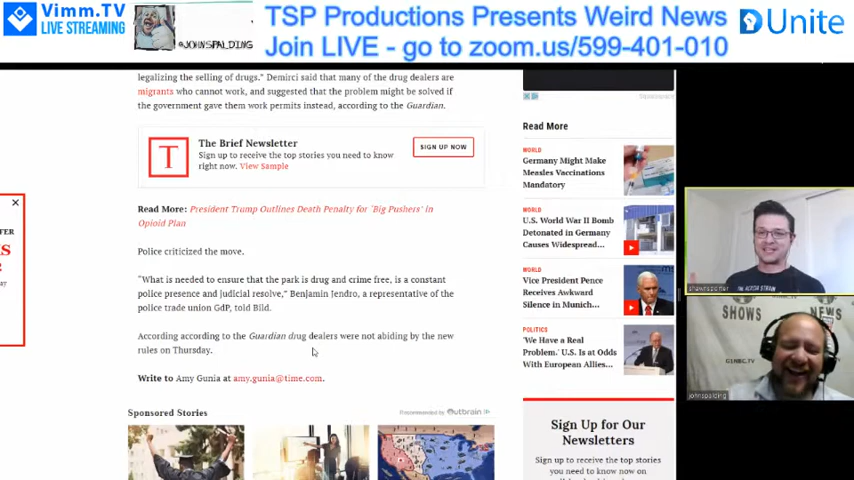 Vimm.TV
LIVE STREAMING
@JOHNSPALDING
TSP Productions Presents Weird News
Join LIVE - go to zoom.us/599-401-010
Unite
legalizing the selling of drugs." Demirci said that many of the drug dealers are
migrants who cannot work, and suggested that the problem might be solved if
the government gave them work permits instead, according to the Guardian.
T
The Brief Newsletter
Sign up to receive the top stories you need to know
right now. View Sample
SIGN UP NOW
Read More: President Trump Outlines Death Penalty for 'Big Pushers' in
Opioid Plan
Police criticized the move.
"What is needed to ensure that the park is drug and crime free, is a constant
police presence and judicial resolve," Benjamin Jendro, a representative of the
police trade union GdP, told Bild.
According according to the Guardian drug dealers were not abiding by the new
rules on Thursday.
Write to Amy Gunia at amy.gunia@time.com.
Sponsored Stories
Recommended by Outbrain
FER
S
Read More
WORLD
Germany Might Make
Measles Vaccinations
Mandatory
WORLD
U.S. World War II Bomb
Detonated in Germany
Causes Widespread...
WORLD
Vice President Pence
Receives Awkward
Silence in Munich...
POLITICS
'We Have a Real
Problem.' U.S. Is at Odds
With European Allies...
Sign Up for Our
Newsletters
Sign up to receive the top stories
you need to know now on
SHOWS
NEWS
GSNBC.TV
johnspalding